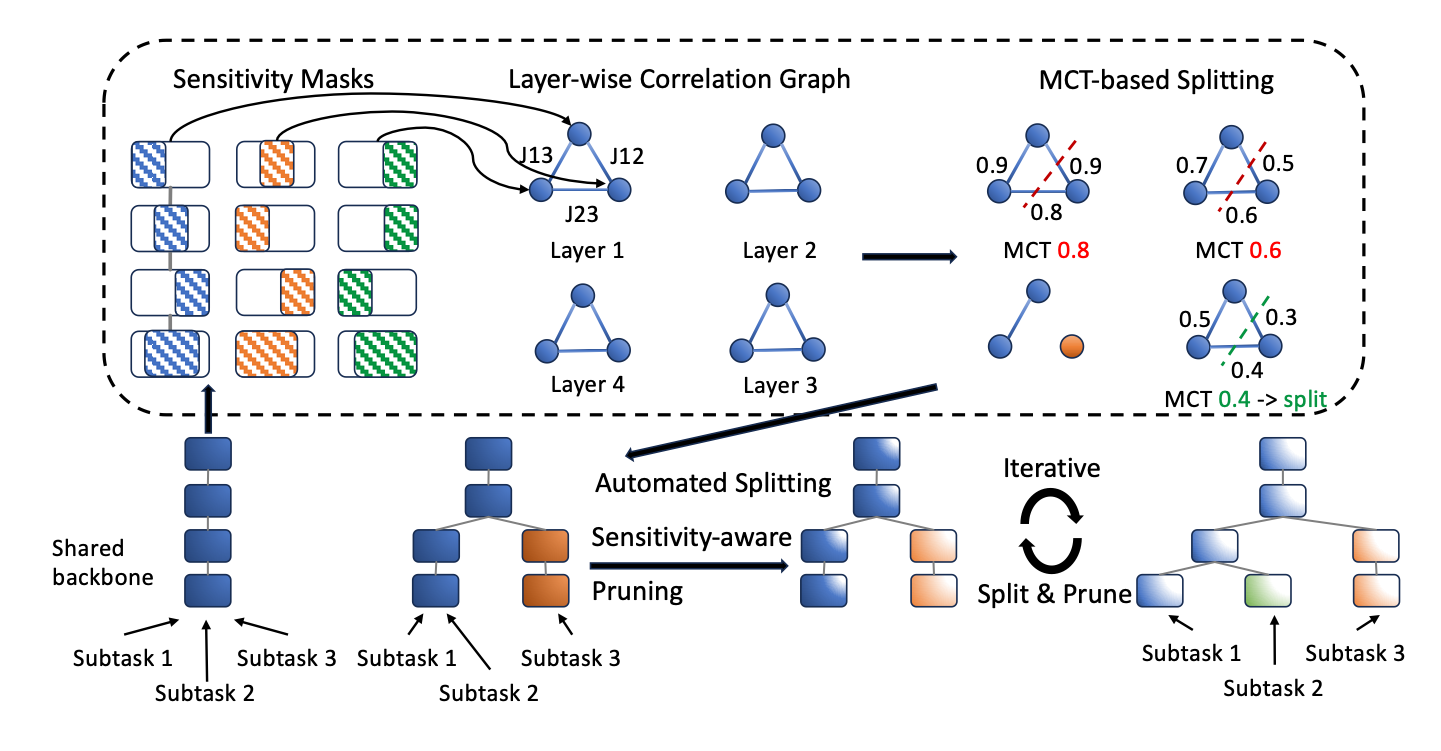 Sensitivity Masks
Layer-wise Correlation Graph
MCT-based Splitting
J13
J12
J23
Layer 1
Layer 2
Layer 4
Layer 3
0.9
0.9
0.8
MCT 0.8
0.7
0.5
0.6
MCT 0.6
0.5
0.3
0.4
MCT 0.4 -> split
Shared
backbone
Subtask 1
Subtask 2
Subtask 3
Subtask 1
Subtask 2
Subtask 3
Automated Splitting
Sensitivity-aware
Pruning
Iterative
Split & Prune
Subtask 1
Subtask 2
Subtask 3